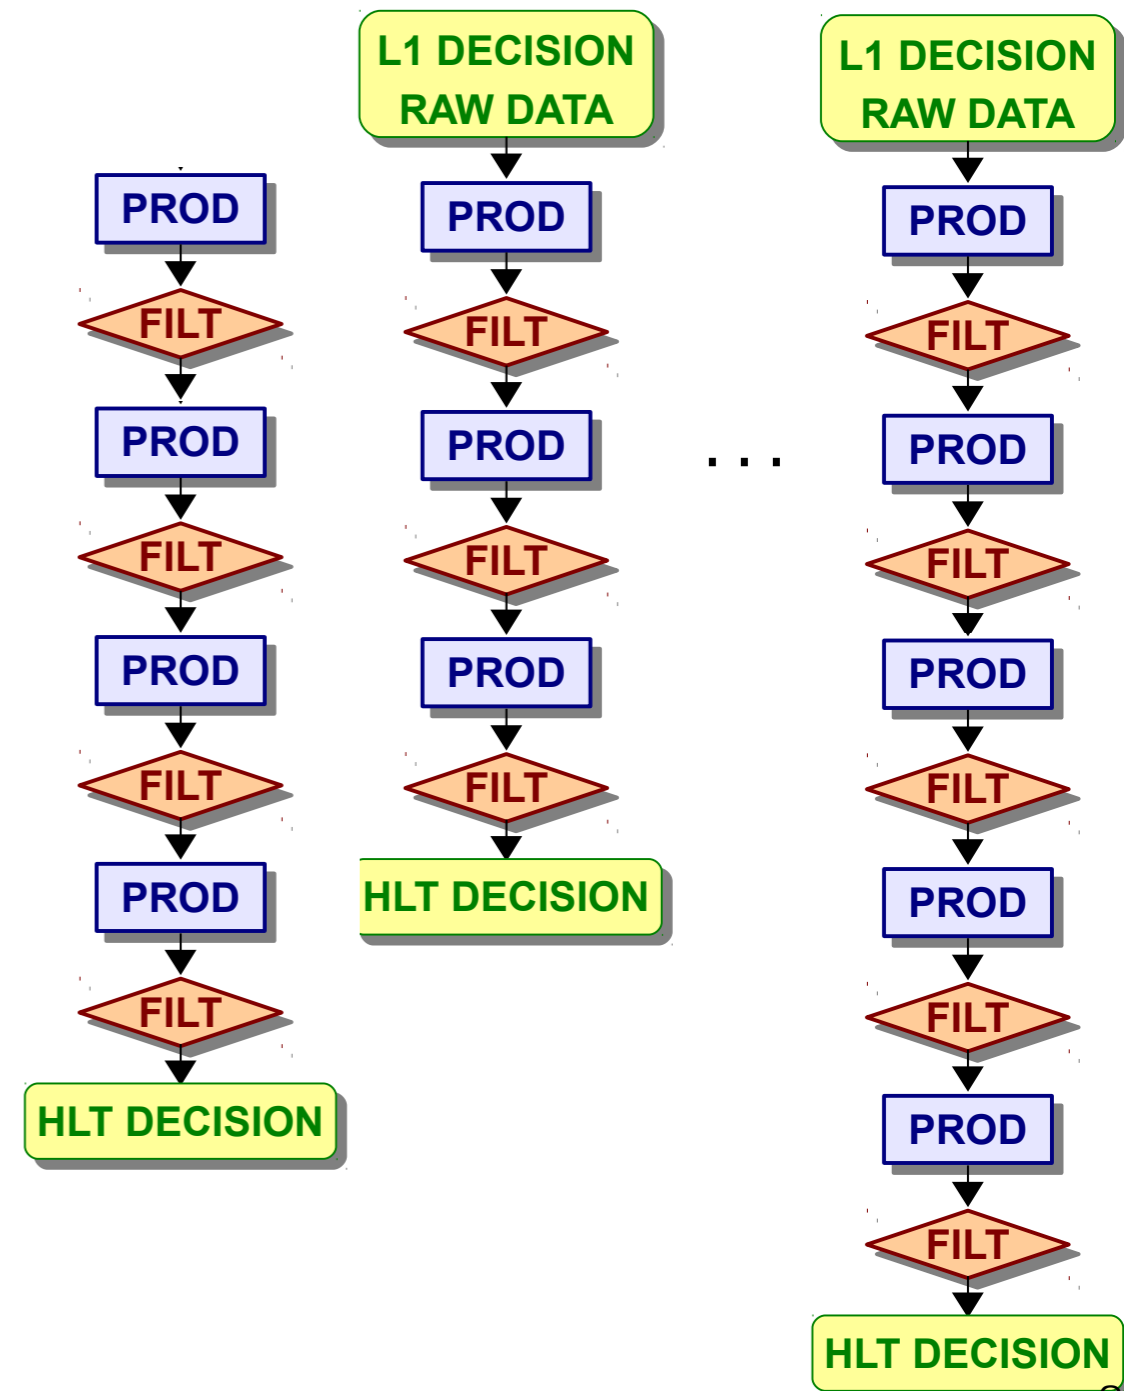 PROD
FILT
PROD
FILT
PROD
FILT
PROD
FILT
HLT DECISION
L1 DECISION
RAW DATA
PROD
FILT
PROD
FILT
PROD
FILT
HLT DECISION
. . .
L1 DECISION
RAW DATA
PROD
FILT
PROD
FILT
PROD
FILT
PROD
FILT
PROD
FILT
HLT DECISION